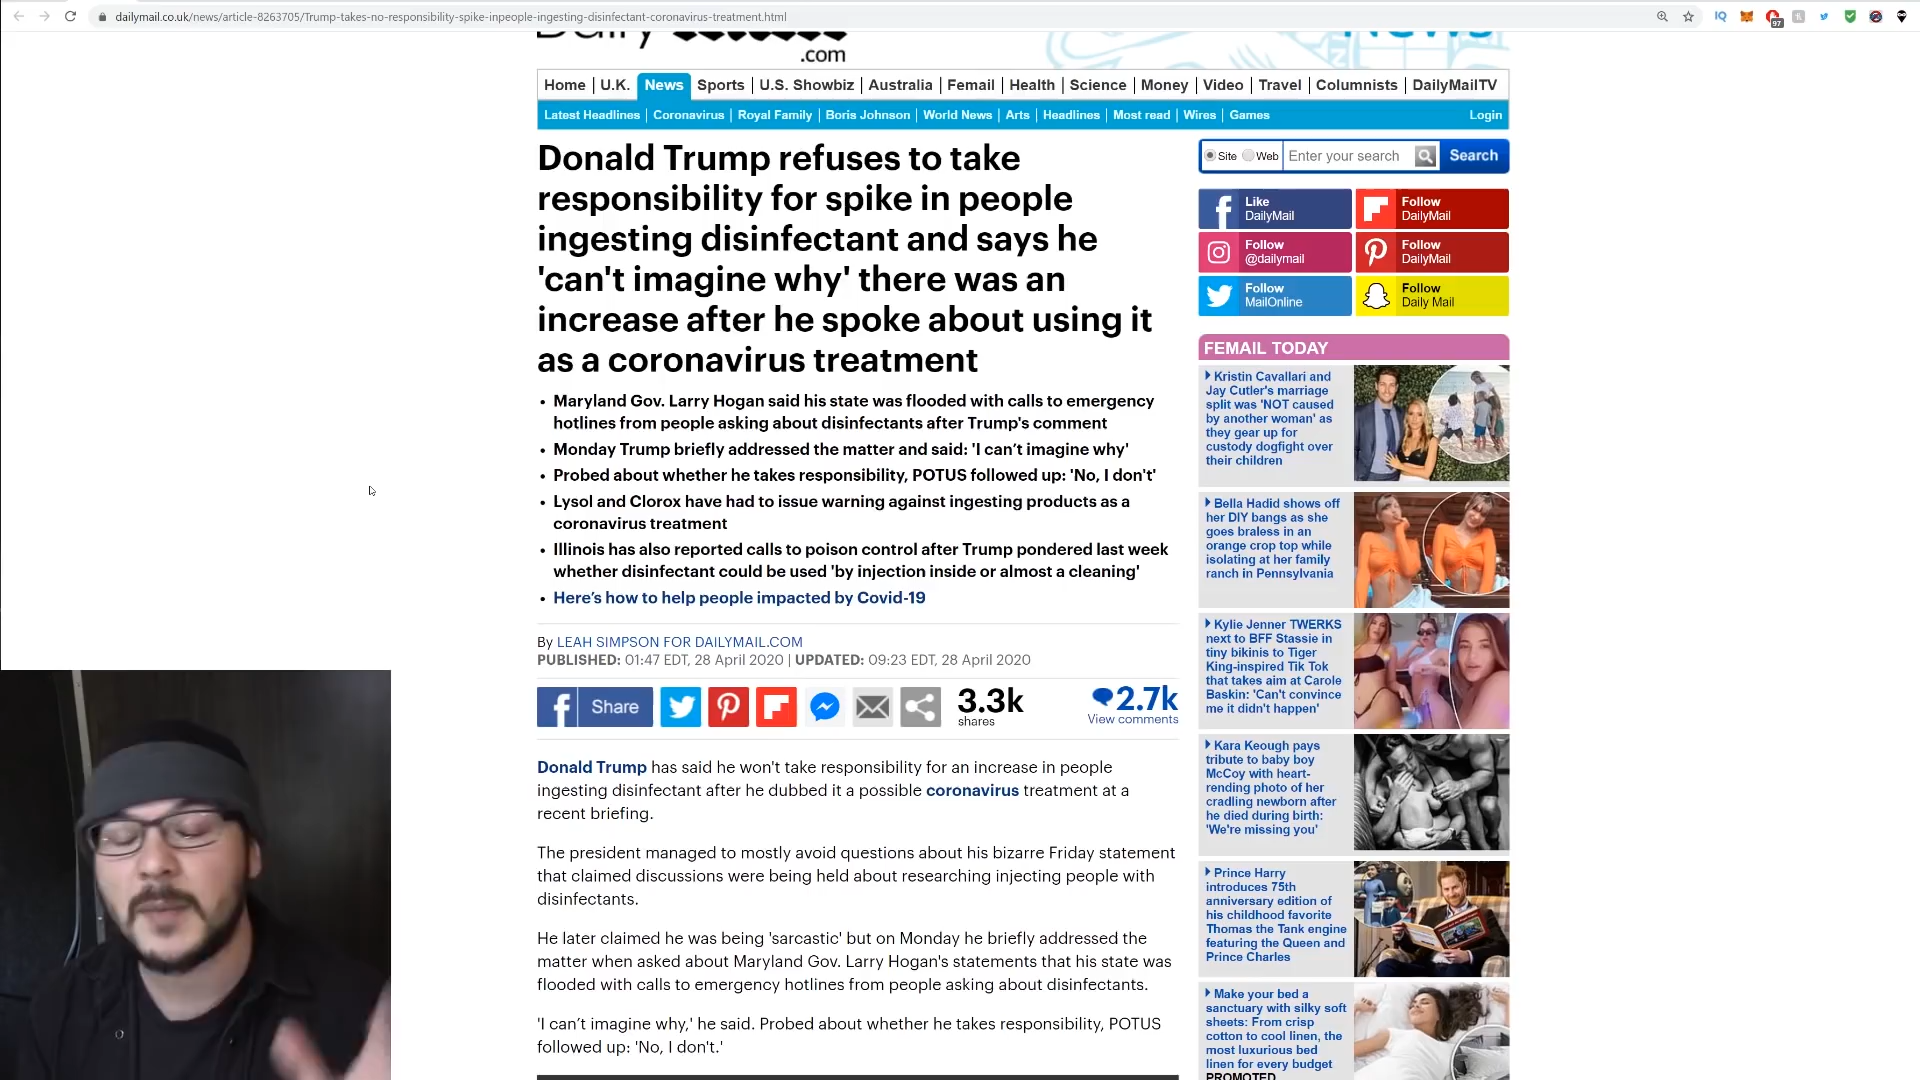 dailymail.co.uk/news/article-8263705/Trump-takes-no-responsibility-spike-inpeople-ingesting-disinfectant-coronavirus-treatment.html
IQ
97
.com
Home | U.K. News Sports | U.S. Showbiz | Australia | Femail | Health | Science | Money | Video | Travel | Columnists | DailyMailTV
Latest Headlines | Coronavirus | Royal Family | Boris Johnson | World News | Arts | Headlines | Most read | Wires | Games Login
Donald Trump refuses to take
responsibility for spike in people
ingesting disinfectant and says he
'can't imagine why' there was an
increase after he spoke about using it
as a coronavirus treatment
• Maryland Gov. Larry Hogan said his state was flooded with calls to emergency
hotlines from people asking about disinfectants after Trump's comment
• Monday Trump briefly addressed the matter and said: 'I can't imagine why'
• Probed about whether he takes responsibility, POTUS followed up: 'No, I don't'
• Lysol and Clorox have had to issue warning against ingesting products as a
coronavirus treatment
• Illinois has also reported calls to poison control after Trump pondered last week
whether disinfectant could be used 'by injection inside or almost a cleaning'
• Here's how to help people impacted by Covid-19
By LEAH SIMPSON FOR DAILYMAIL.COM
PUBLISHED: 01:47 EDT, 28 April 2020 | UPDATED: 09:23 EDT, 28 April 2020
Share
3.3k
shares
2.7k
View comments
Donald Trump has said he won't take responsibility for an increase in people
ingesting disinfectant after he dubbed it a possible coronavirus treatment at a
recent briefing.
The president managed to mostly avoid questions about his bizarre Friday statement
that claimed discussions were being held about researching injecting people with
disinfectants.
He later claimed he was being 'sarcastic' but on Monday he briefly addressed the
matter when asked about Maryland Gov. Larry Hogan's statements that his state was
flooded with calls to emergency hotlines from people asking about disinfectants.
'I can't imagine why,' he said. Probed about whether he takes responsibility, POTUS
followed up: 'No, I don't.'
Site Web Enter your search Search
Like
DailyMail
Follow
DailyMail
Follow
@dailymail
Follow
DailyMail
Follow
MailOnline
Follow
Daily Mail
FEMAIL TODAY
Kristin Cavallari and
Jay Cutler's marriage
split was 'NOT caused
by another woman' as
they gear up for
custody dogfight over
their children
Bella Hadid shows off
her DIY bangs as she
goes braless in an
orange crop top while
isolating at her family
ranch in Pennsylvania
Kylie Jenner TWERKS
next to BFF Stassie in
tiny bikinis to Tiger
King-inspired Tik Tok
that takes aim at Carole
Baskin: 'Can't convince
me it didn't happen'
Kara Keough pays
tribute to baby boy
McCoy with heart-
rending photo of her
cradling newborn after
he died during birth:
'We're missing you'
Prince Harry
introduces 75th
anniversary edition of
his childhood favorite
Thomas the Tank engine
featuring the Queen and
Prince Charles
Make your bed a
sanctuary with silky soft
sheets: From crisp
cotton to cool linen, the
most luxurious bed
linen for every budget
PROMOTED